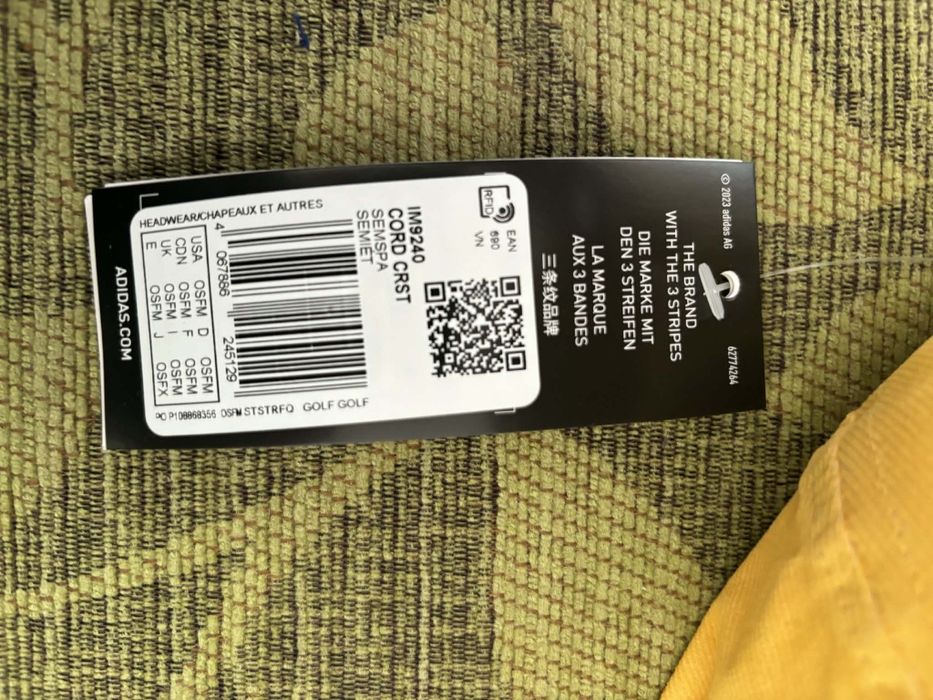 © 2023 adidas AG
62774264
THE BRAND
WITH THE 3 STRIPES
DIE MARKE MIT
DEN 3 STREIFEN
LA MARQUE
AUX 3 BANDES
三条纹品牌
RFID
EAN
690
VN
IM9240
CORD CRST
SEMSPA
SEMIET
4 067886 245129
HEADWEAR/CHAPEAUX ET AUTRES
USA OSFM D OSFM
CDN OSFM F OSFM
UK OSFM I OSFM
E OSFM J OSFX
PO P108868356 OSFM STSTRFQ GOLF GOLF
ADIDAS.COM